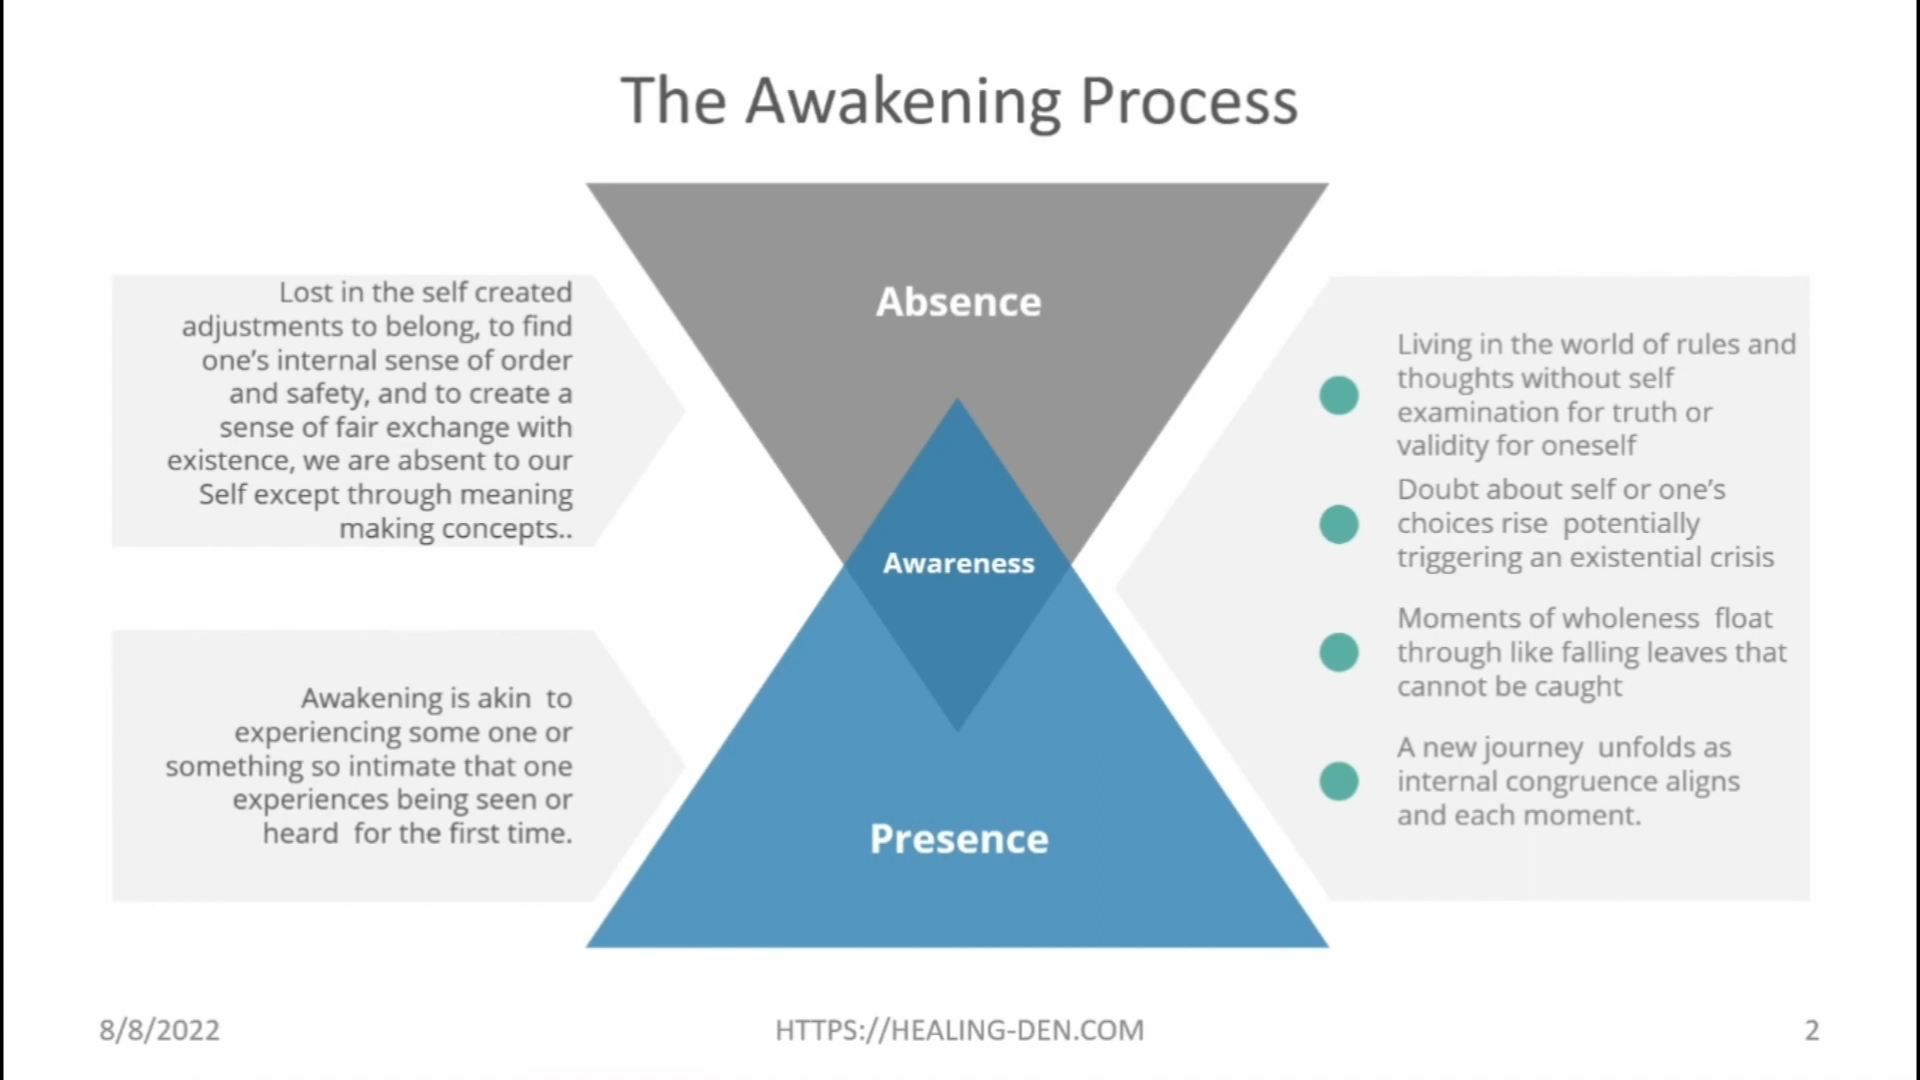 The Awakening Process
Lost in the self created
adjustments to belong, to find
one’s internal sense of order
and safety, and to create a
sense of fair exchange with
existence, we are absent to our
Self except through meaning
making concepts..
Awakening is akin  to
experiencing some one or
something so intimate that one
experiences being seen or
heard  for the first time.
Absence
Awareness
Presence
Living in the world of rules and
thoughts without self
examination for truth or
validity for oneself
Doubt about self or one’s
choices rise  potentially
triggering an existential crisis
Moments of wholeness  float
through like falling leaves that
cannot be caught
A new journey  unfolds as
internal congruence aligns
and each moment.
8/8/2022
HTTPS://HEALING-DEN.COM
2